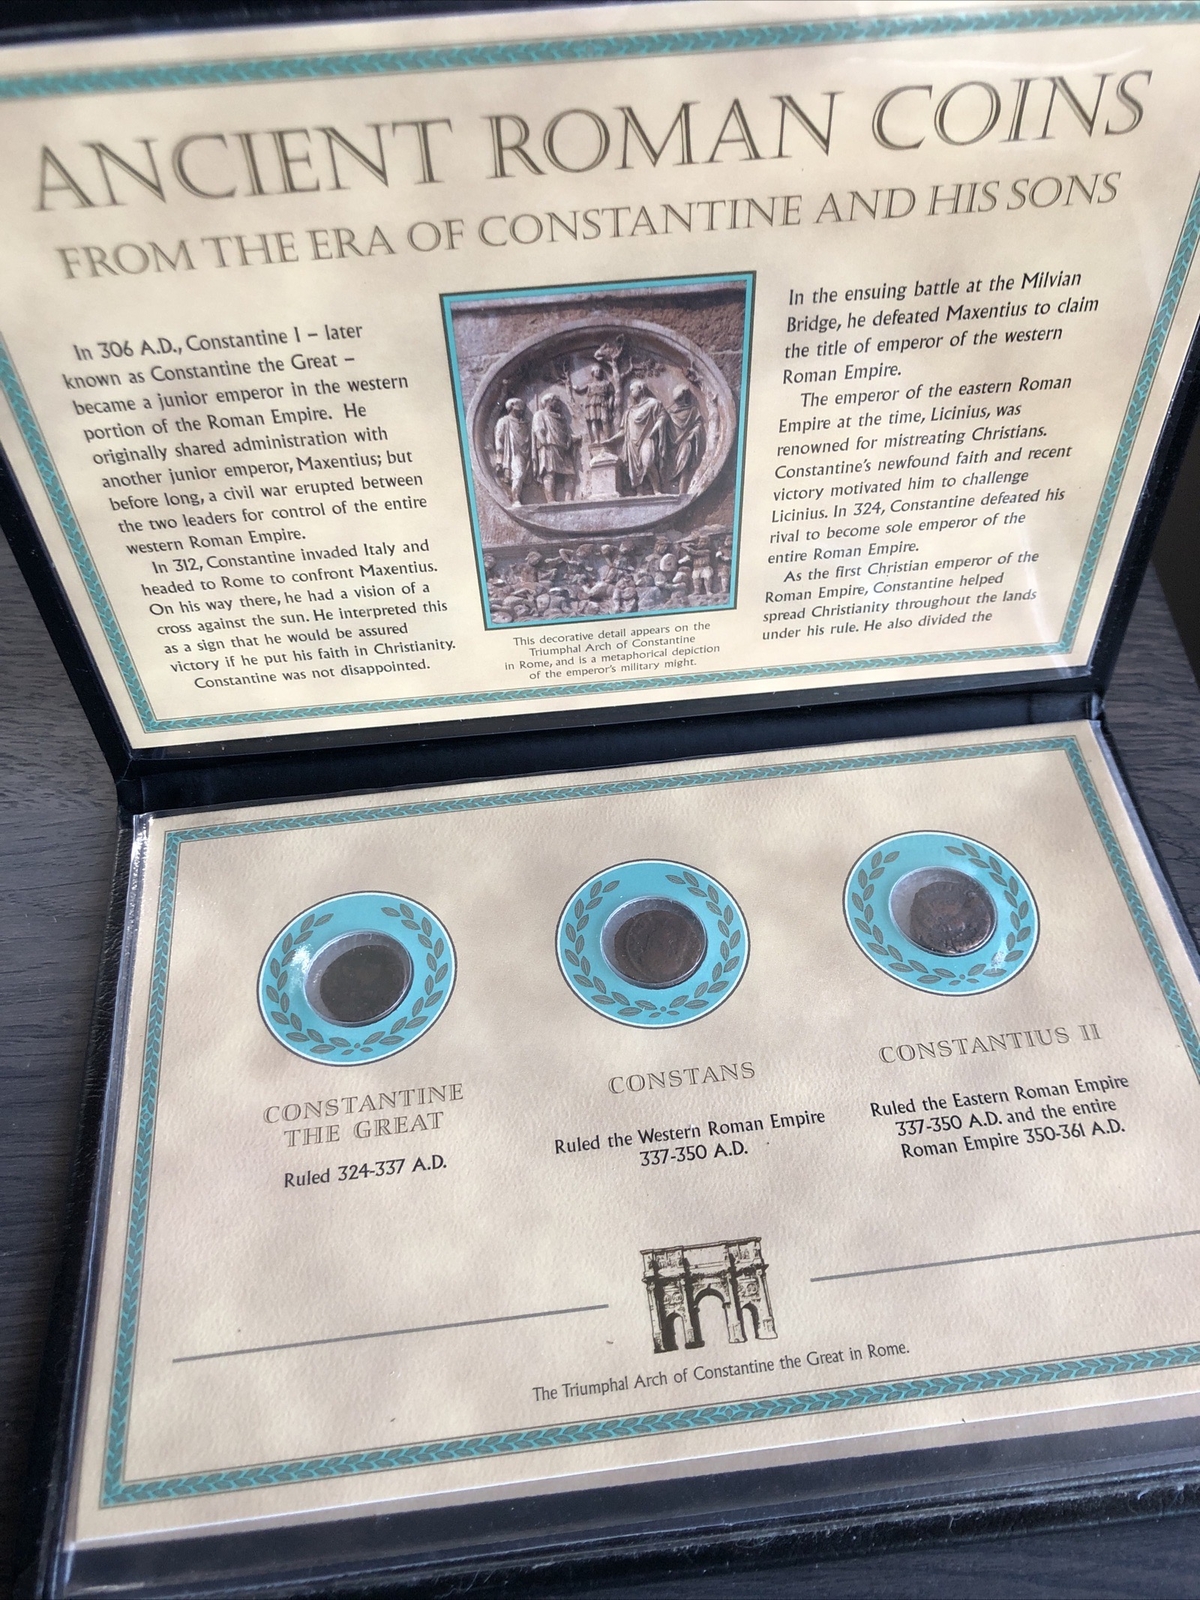 ANCIENT ROMAN COINS
FROM THE ERA OF CONSTANTINE AND HIS SONS
In 306 A.D., Constantine I – later
known as Constantine the Great –
became a junior emperor in the western
portion of the Roman Empire. He
originally shared administration with
another junior emperor, Maxentius; but
before long, a civil war erupted between
the two leaders for control of the entire
western Roman Empire.
In 312, Constantine invaded Italy and
headed to Rome to confront Maxentius.
On his way there, he had a vision of a
cross against the sun. He interpreted this
as a sign that he would be assured
victory if he put his faith in Christianity.
Constantine was not disappointed.
This decorative detail appears on the
Triumphal Arch of Constantine
in Rome, and is a metaphorical depiction
of the emperor's military might.
In the ensuing battle at the Milvian
Bridge, he defeated Maxentius to claim
the title of emperor of the western
Roman Empire.
The emperor of the eastern Roman
Empire at the time, Licinius, was
renowned for mistreating Christians.
Constantine's newfound faith and recent
victory motivated him to challenge
Licinius. In 324, Constantine defeated his
rival to become sole emperor of the
entire Roman Empire.
As the first Christian emperor of the
Roman Empire, Constantine helped
spread Christianity throughout the lands
under his rule. He also divided the
CONSTANTINE
THE GREAT
Ruled 324-337 A.D.
CONSTANS
Ruled the Western Roman Empire
337-350 A.D.
CONSTANTIUS II
Ruled the Eastern Roman Empire
337-350 A.D. and the entire
Roman Empire 350-361 A.D.
The Triumphal Arch of Constantine the Great in Rome.